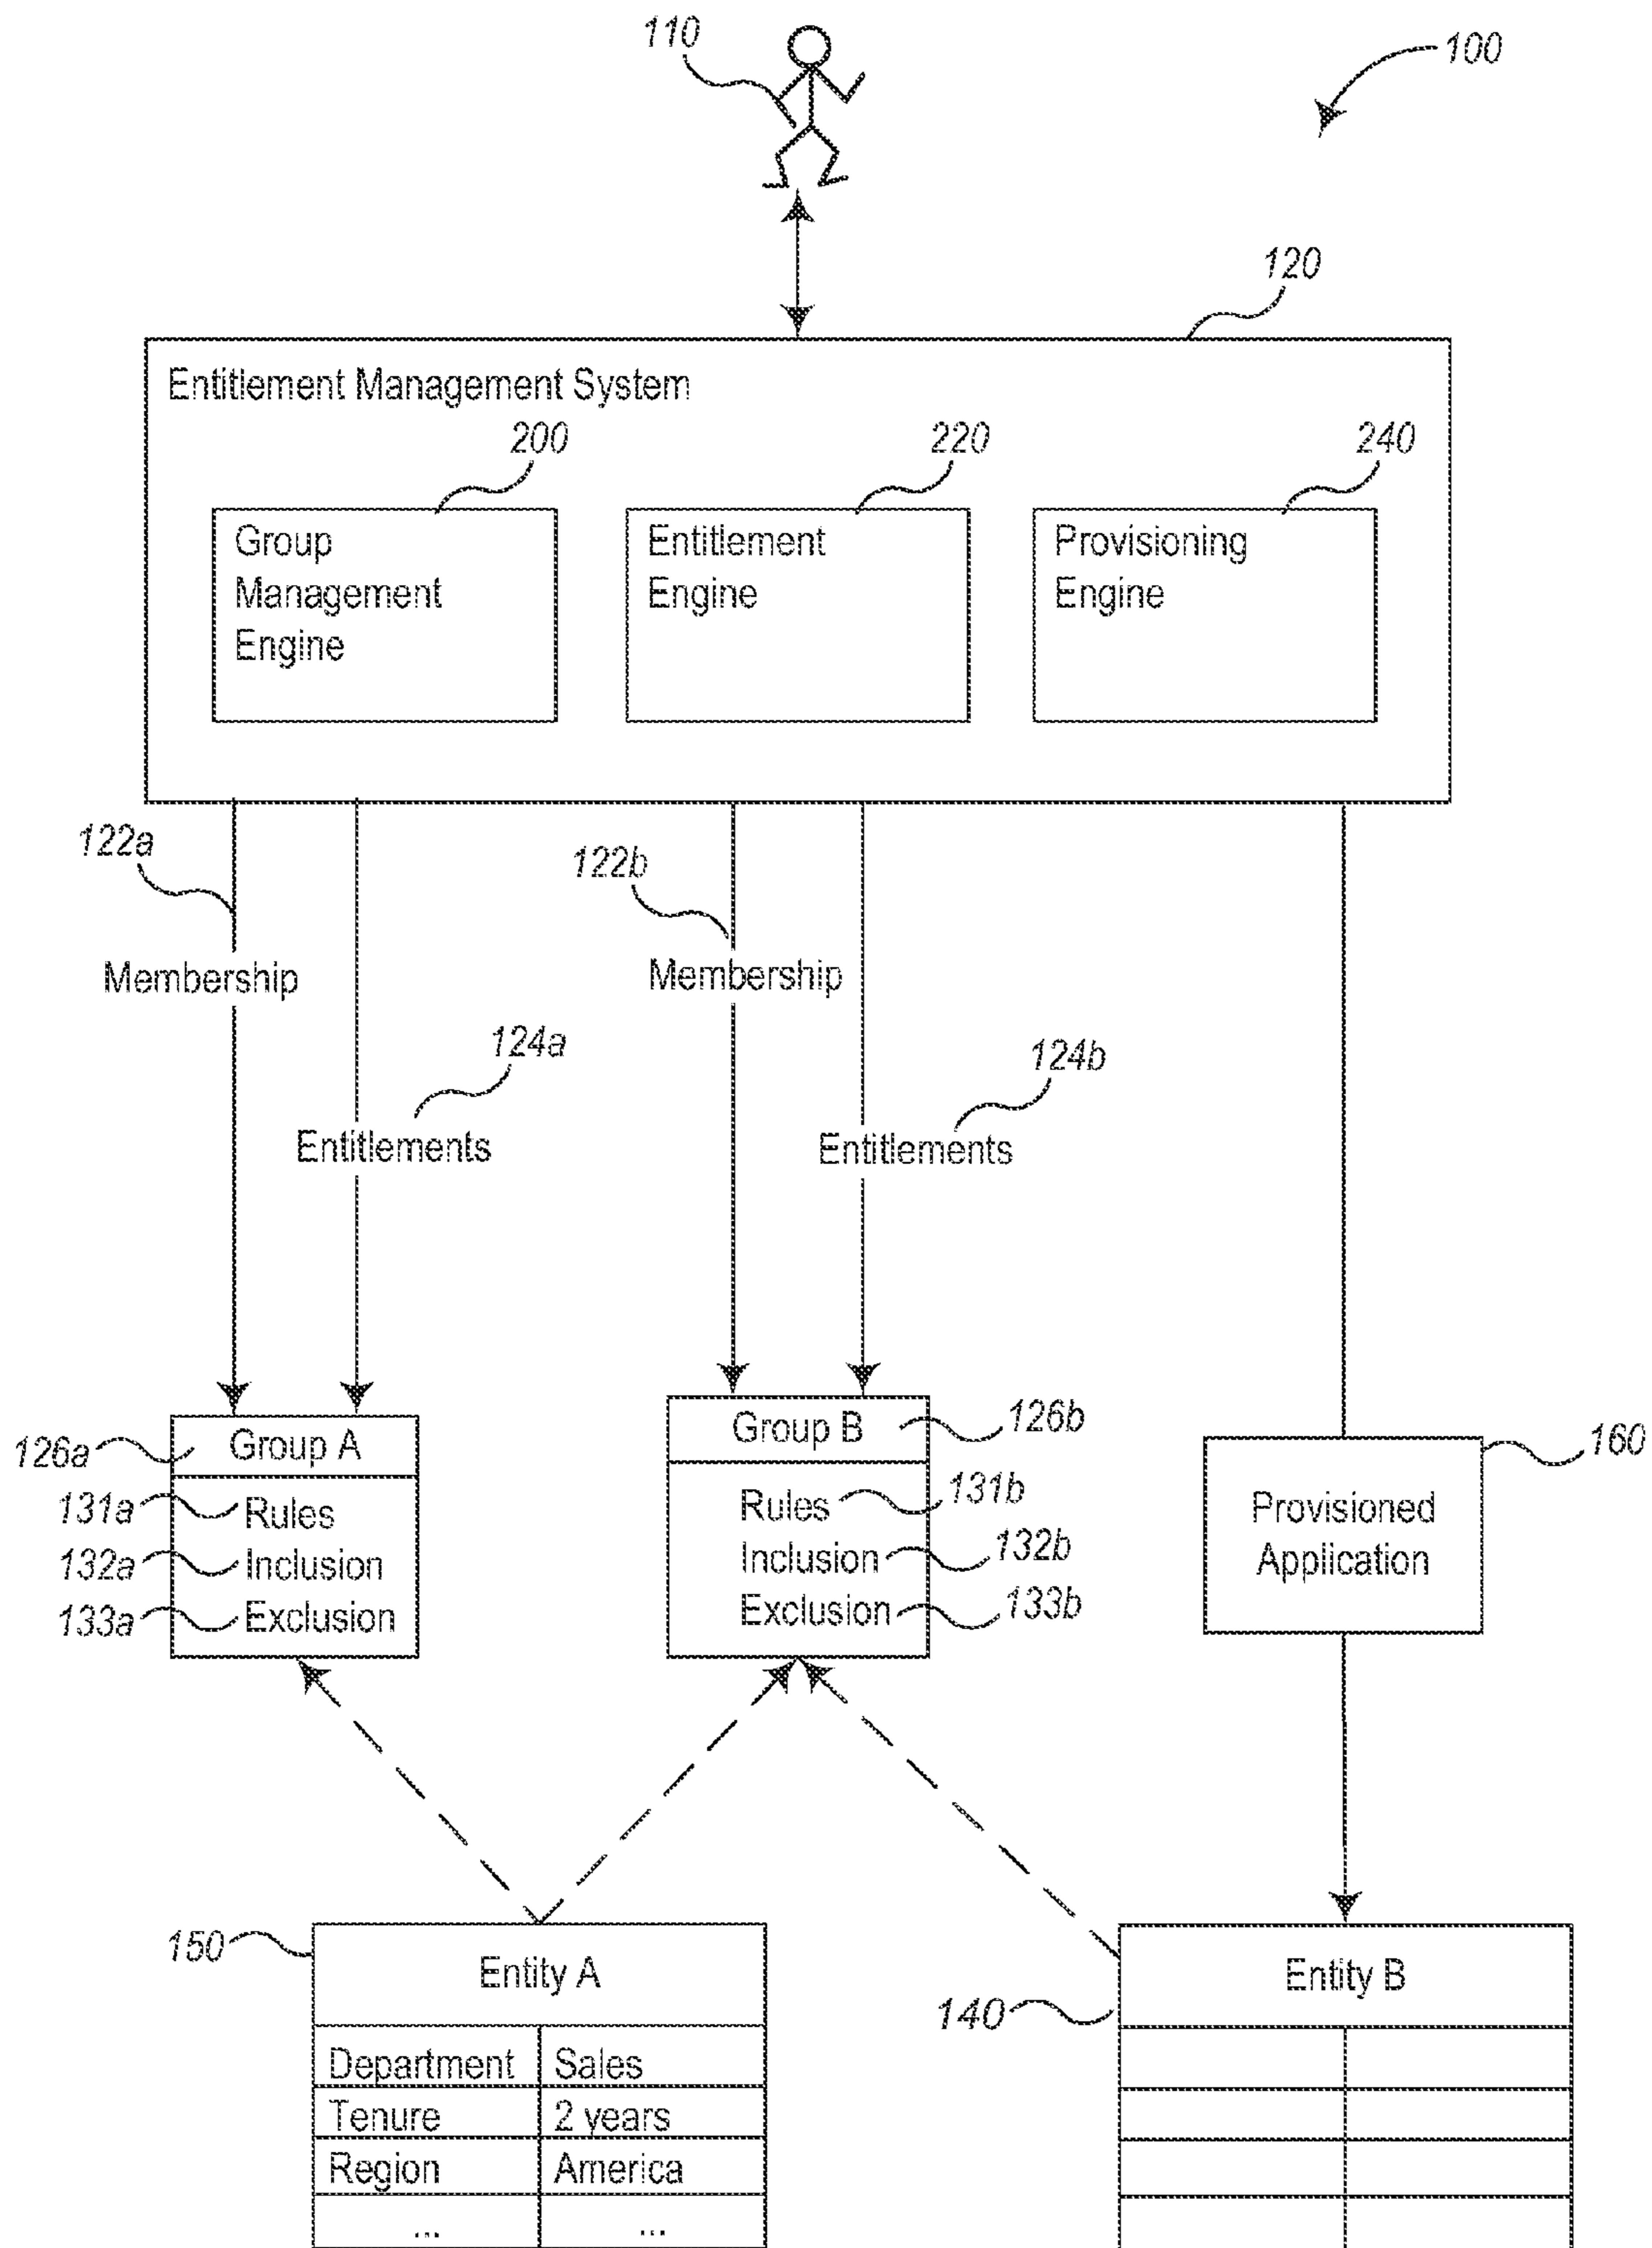 110
100
120
Entitlement Management System
200
220
240
Group
Management
Engine
Entitlement
Engine
Provisioning
Engine
122a
122b
Membership
Membership
124a
124b
Entitlements
Entitlements
126a
Group A
131a
Rules
132a
Inclusion
133a
Exclusion
Group B
126b
Rules
131b
Inclusion
132b
Exclusion
133b
160
Provisioned
Application
150
Entity A
Department Sales
Tenure 2 years
Region America
... ...
140
Entity B